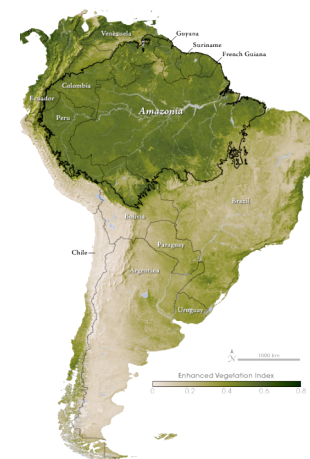 Venezuela
Guyana
Suriname
French Guiana
Colombia
Ecuador
Amazonia
Peru
Brazil
Bolivia
Chile
Paraguay
Argentina
Uruguay
N
1000 km
Enhanced Vegetation Index
0 0.2 0.4 0.6 0.8